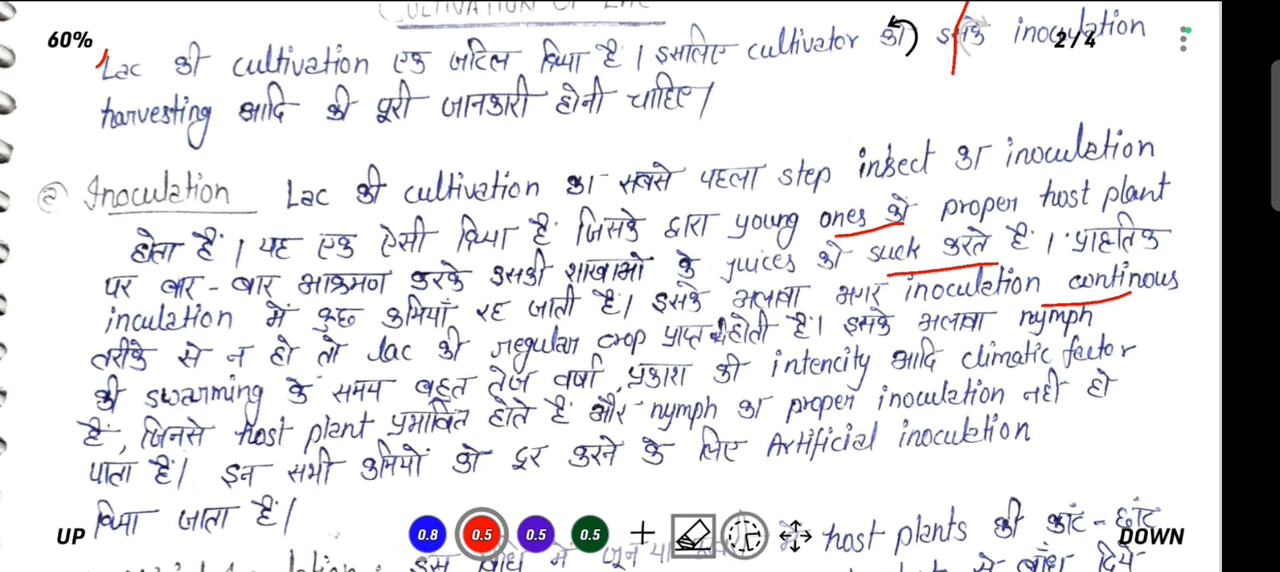 CULTIVATION OF LAC
60%
2/4
Lac की cultivation एक जटिल क्रिया है। इसलिए cultivator को इसके inoculation
harvesting आदि की पूरी जानकारी होनी चाहिए।
Inoculation Lac की cultivation का सबसे पहला step insect का inoculation
होता है। यह एक ऐसी क्रिया है जिसके द्वारा young ones को proper host plant
पर बार-बार आक्रमण करके इसकी शाखाओं के juices को suck करते है। प्राकृतिक
inculation में कुछ कमियाँ रह जाती है। इसके अलावा अगर inoculation continous
तरीके से न हो तो lac की regular crop प्राप्त होती है। इसके अलावा nymph
की swarming के समय बहुत तेज वर्षा, प्रकाश की intencity आदि climatic factor
है, जिनसे host plant प्रभावित होते है और nymph का proper inoculation नही हो
पाता है। इन सभी कमियों को दूर करने के लिए Artificial inoculation
किया जाता है।
UP
0.8
0.5
0.5
0.5
DOWN
host plants की काँट-छाँट
इस विधि में जून
से बाँध दिये